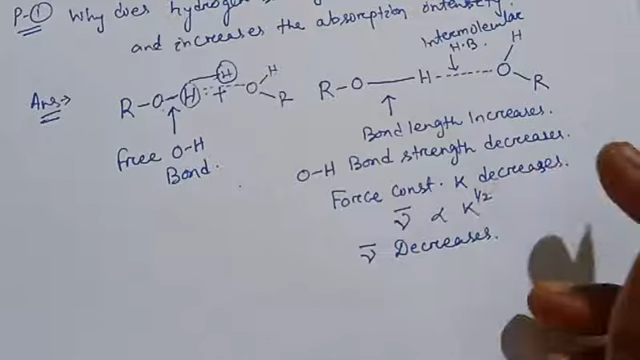 P-① Why does hydrogen
and increases the absorption intensity.
Ans:→
R-O-H + H O H R
Free O-H
Bond.
Intermolecular
H.B.
R-O—H------O H R
Bond length Increases.
O-H Bond strength decreases.
Force const. K decreases.
ν̅ ∝ K^1/2
ν̅ Decreases.